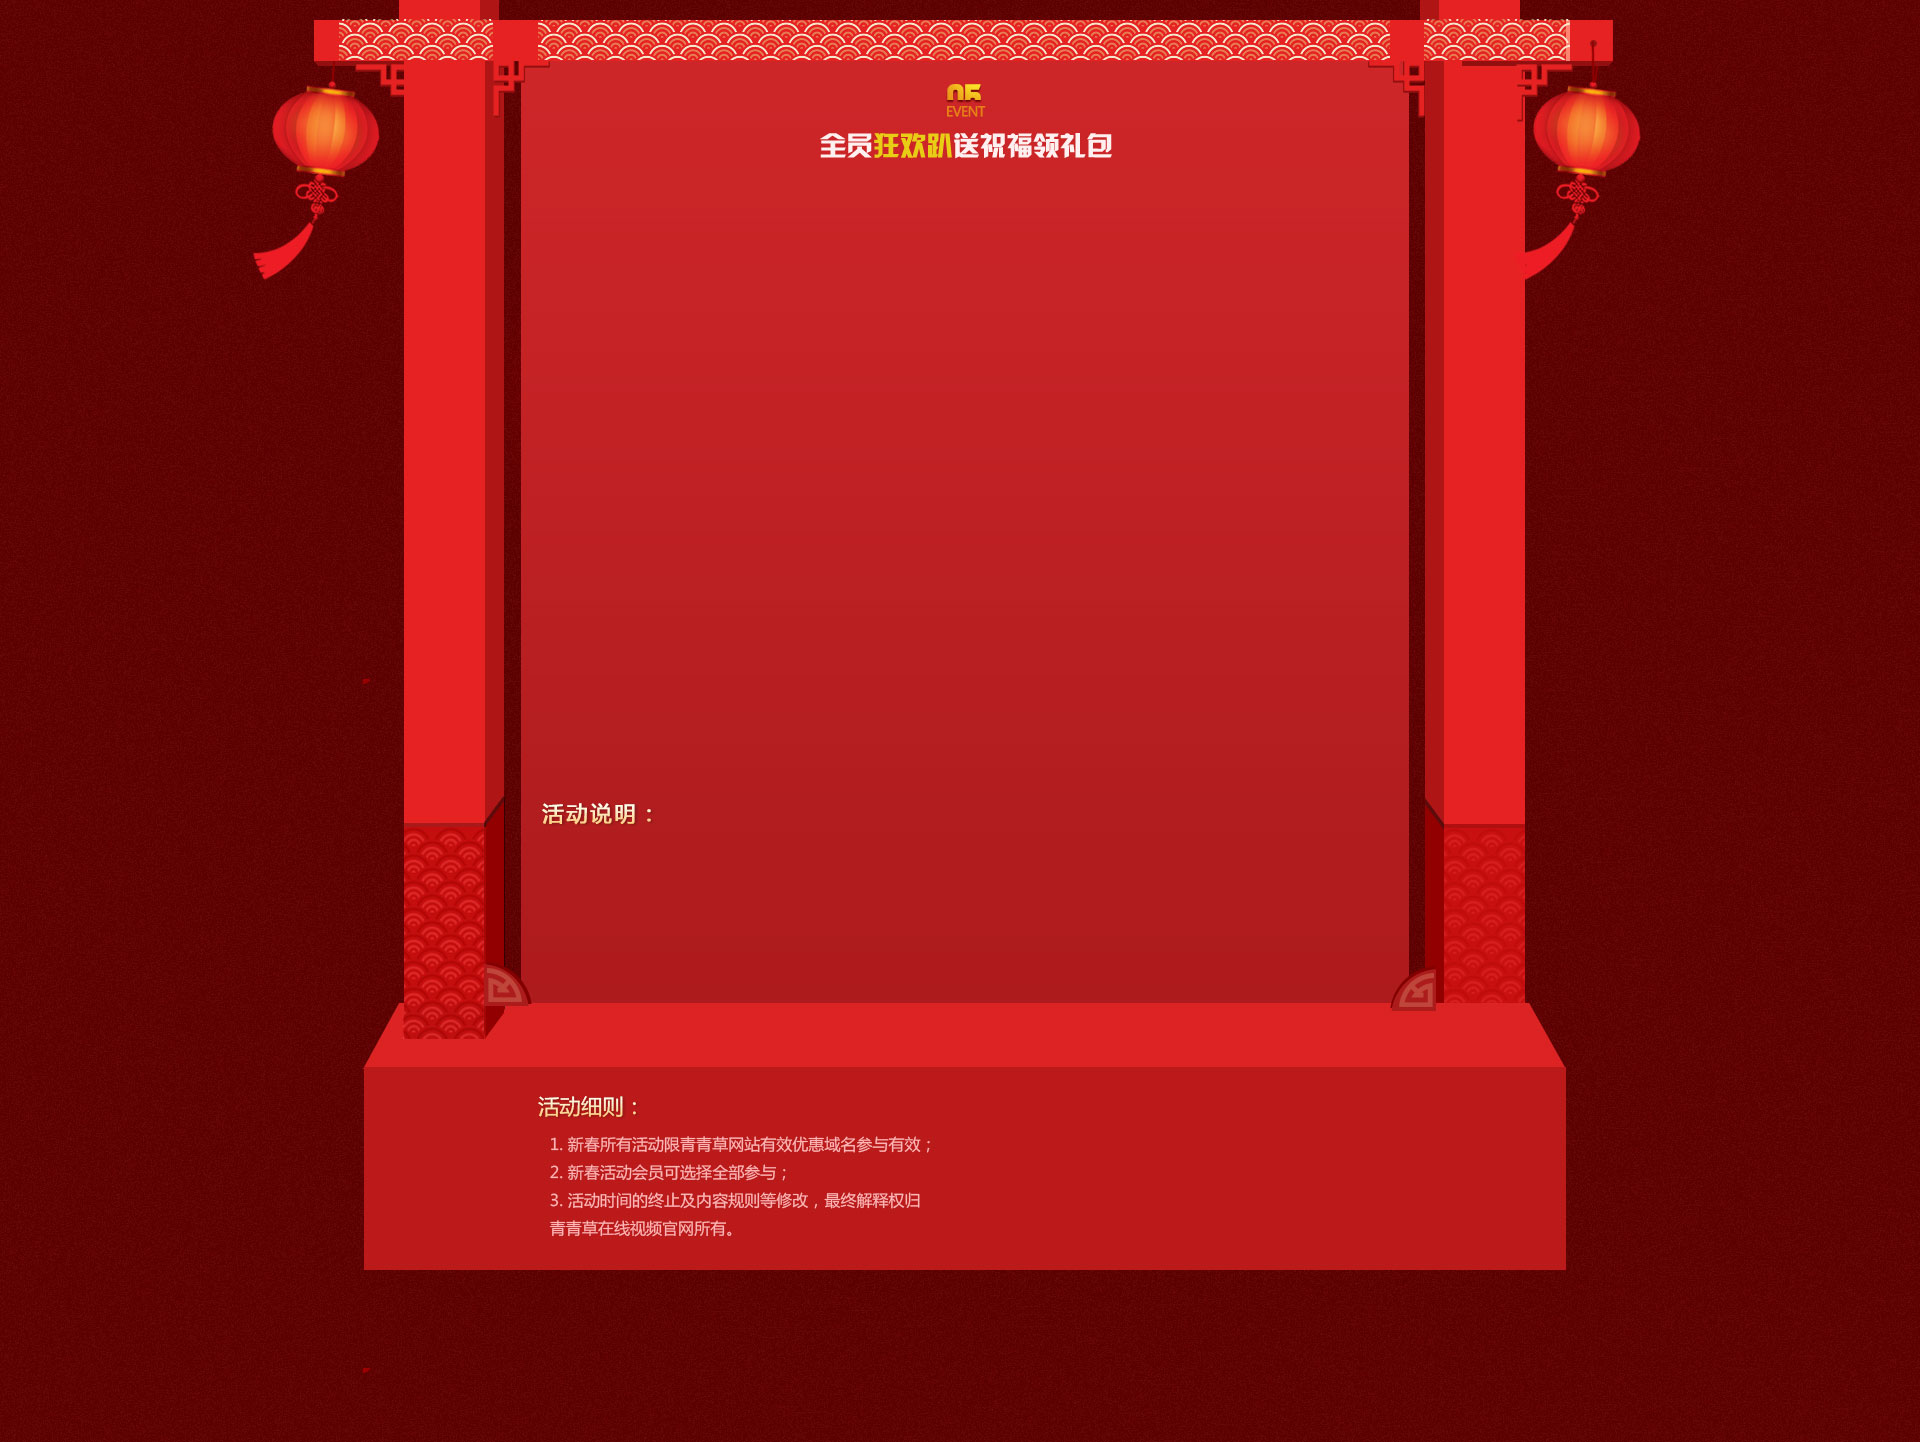 05
EVENT
全员狂欢趴送祝福领礼包
活动说明：
活动细则：
1. 新春所有活动限青青草网站有效优惠域名参与有效；
2. 新春活动会员可选择全部参与；
3. 活动时间的终止及内容规则等修改，最终解释权归
青青草在线视频官网所有。